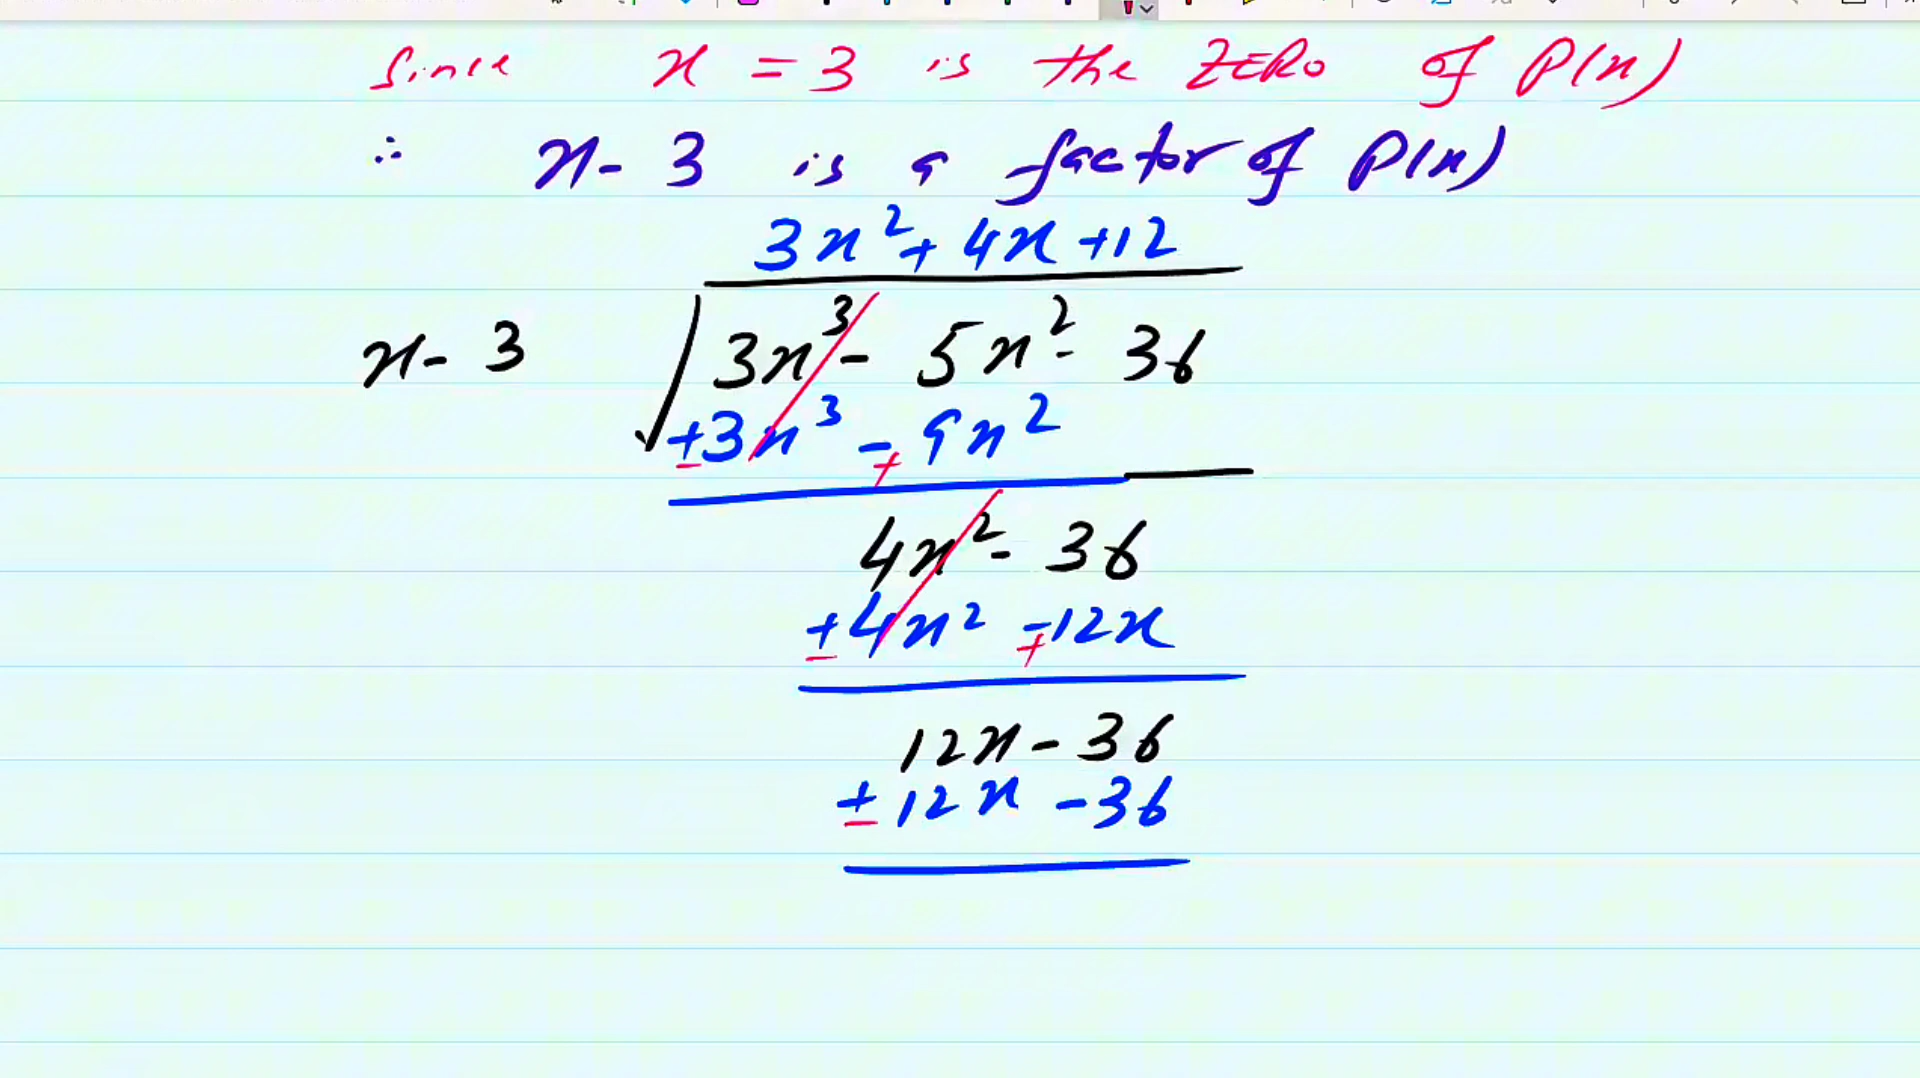 Since x = 3 is the ZERO of P(x)
∴ x - 3 is a factor of P(x)
3x² + 4x + 12
x - 3 √ 3x³ - 5x² - 36
±3x³ - 9x²
+
4x² - 36
±4x² - 12x
+
12x - 36
±12x - 36